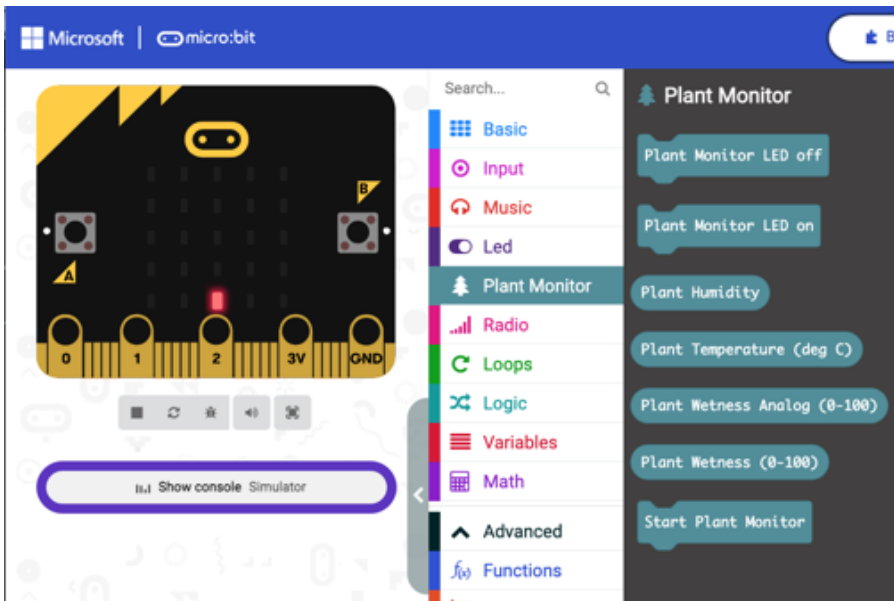 Microsoft | micro:bit
B
Search...
Basic
Input
Music
Led
Plant Monitor
Radio
Loops
Logic
Variables
Math
Advanced
Functions
Plant Monitor
Plant Monitor LED off
Plant Monitor LED on
Plant Humidity
Plant Temperature (deg C)
Plant Wetness Analog (0-100)
Plant Wetness (0-100)
Start Plant Monitor
B
A
0 1 2 3V GND
Show console Simulator